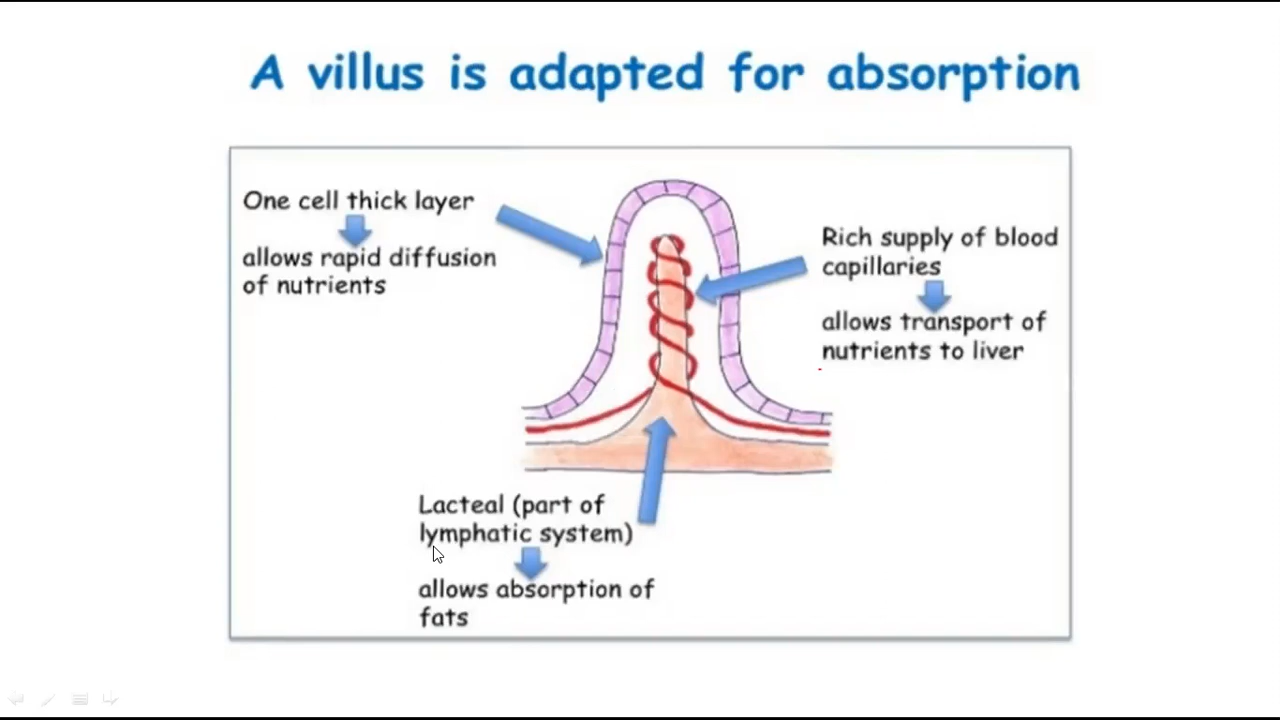 A villus is adapted for absorption
One cell thick layer
allows rapid diffusion
of nutrients
Rich supply of blood
capillaries
allows transport of
nutrients to liver
Lacteal (part of
lymphatic system)
allows absorption of
fats